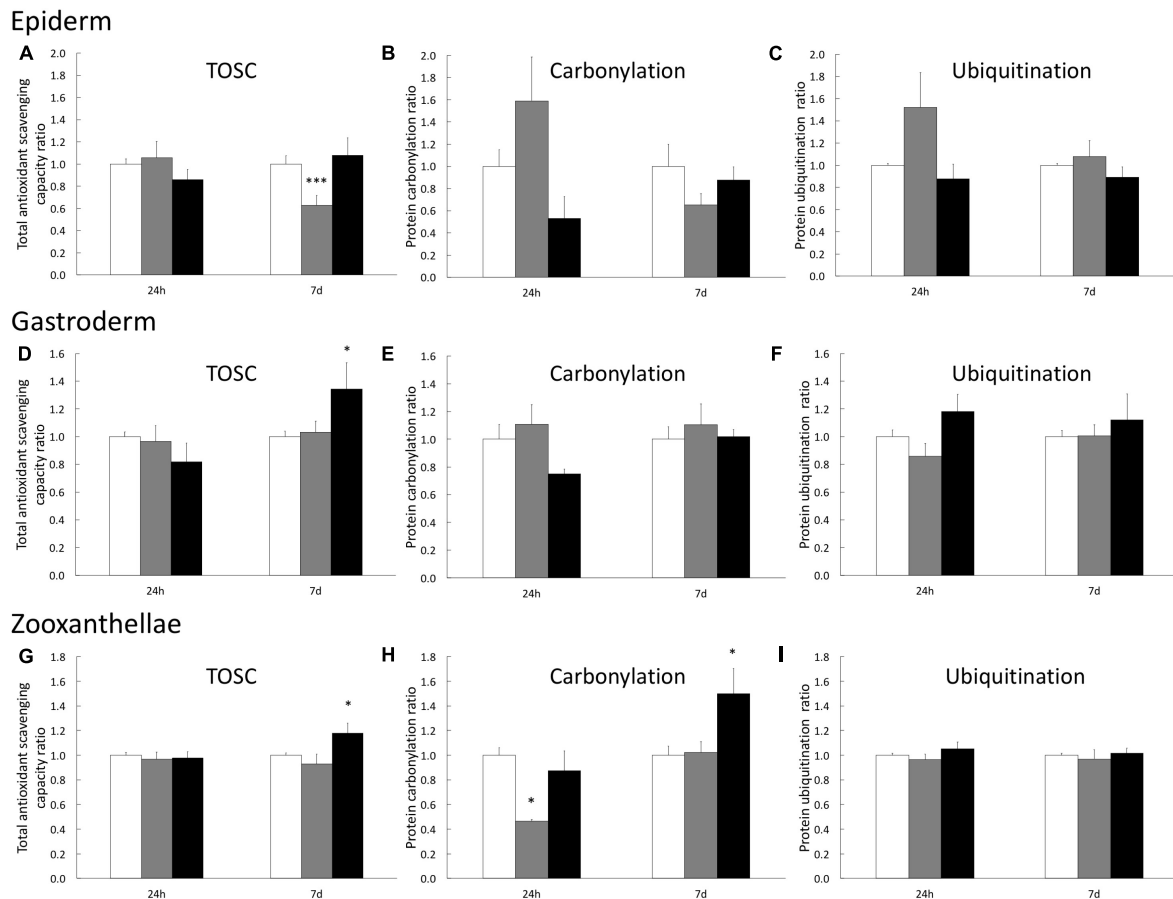 Epiderm
A
TOSC
Total antioxidant scavenging
capacity ratio
2.0
1.8
1.6
1.4
1.2
1.0
0.8
0.6
0.4
0.2
0.0
***
24h
7d
B
Carbonylation
Protein carbonylation ratio
2.0
1.8
1.6
1.4
1.2
1.0
0.8
0.6
0.4
0.2
0.0
24h
7d
C
Ubiquitination
Protein ubiquitination ratio
2.0
1.8
1.6
1.4
1.2
1.0
0.8
0.6
0.4
0.2
0.0
24h
7d
Gastroderm
D
TOSC
Total antioxidant scavenging
capacity ratio
1.6
1.4
1.2
1.0
0.8
0.6
0.4
0.2
0.0
*
24h
7d
E
Carbonylation
Protein carbonylation ratio
1.6
1.4
1.2
1.0
0.8
0.6
0.4
0.2
0.0
24h
7d
F
Ubiquitination
Protein ubiquitination ratio
1.6
1.4
1.2
1.0
0.8
0.6
0.4
0.2
0.0
24h
7d
Zooxanthellae
G
TOSC
Total antioxidant scavenging
capacity ratio
1.8
1.6
1.4
1.2
1.0
0.8
0.6
0.4
0.2
0.0
*
24h
7d
H
Carbonylation
Protein carbonylation ratio
1.8
1.6
1.4
1.2
1.0
0.8
0.6
0.4
0.2
0.0
*
*
24h
7d
I
Ubiquitination
Protein ubiquitination ratio
1.8
1.6
1.4
1.2
1.0
0.8
0.6
0.4
0.2
0.0
24h
7d